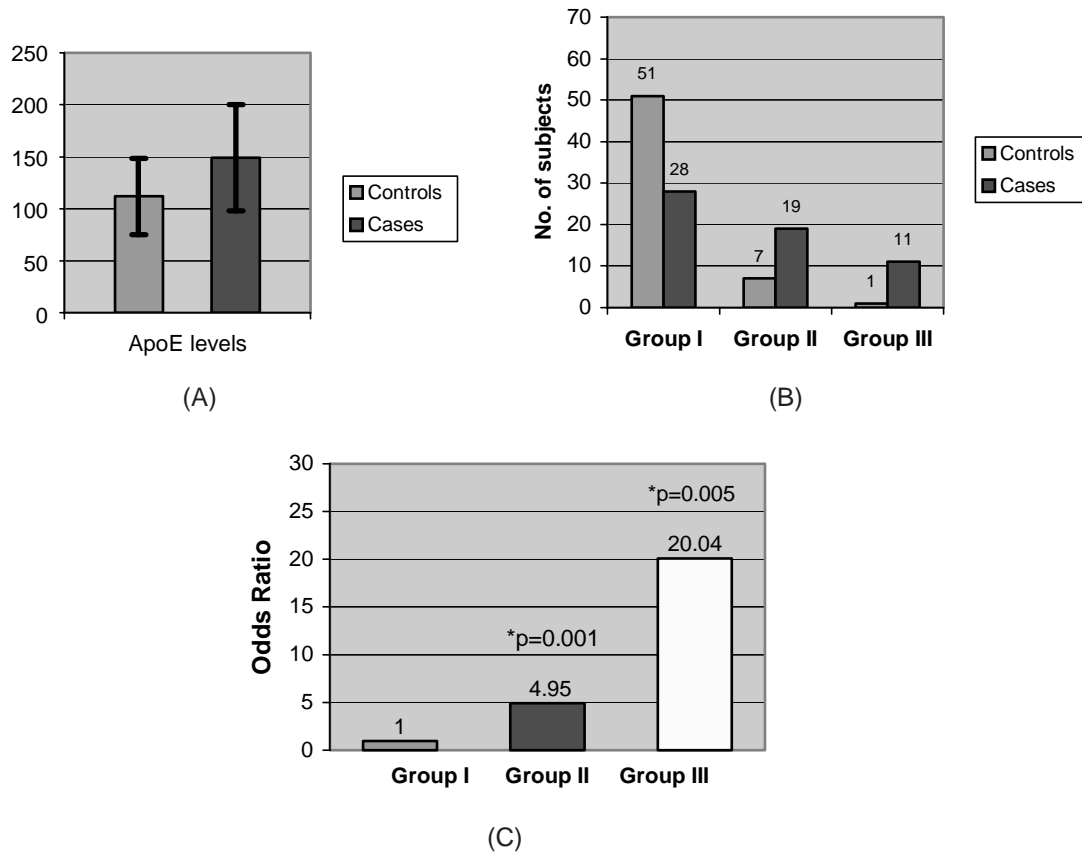 250
200
150
100
50
0
ApoE levels
Controls
Cases
(A)
No. of subjects
70
60
50
40
30
20
10
0
51
28
7
19
1
11
Group I Group II Group III
Controls
Cases
(B)
Odds Ratio
30
25
20
15
10
5
0
*p=0.005
20.04
*p=0.001
4.95
1
Group I Group II Group III
(C)